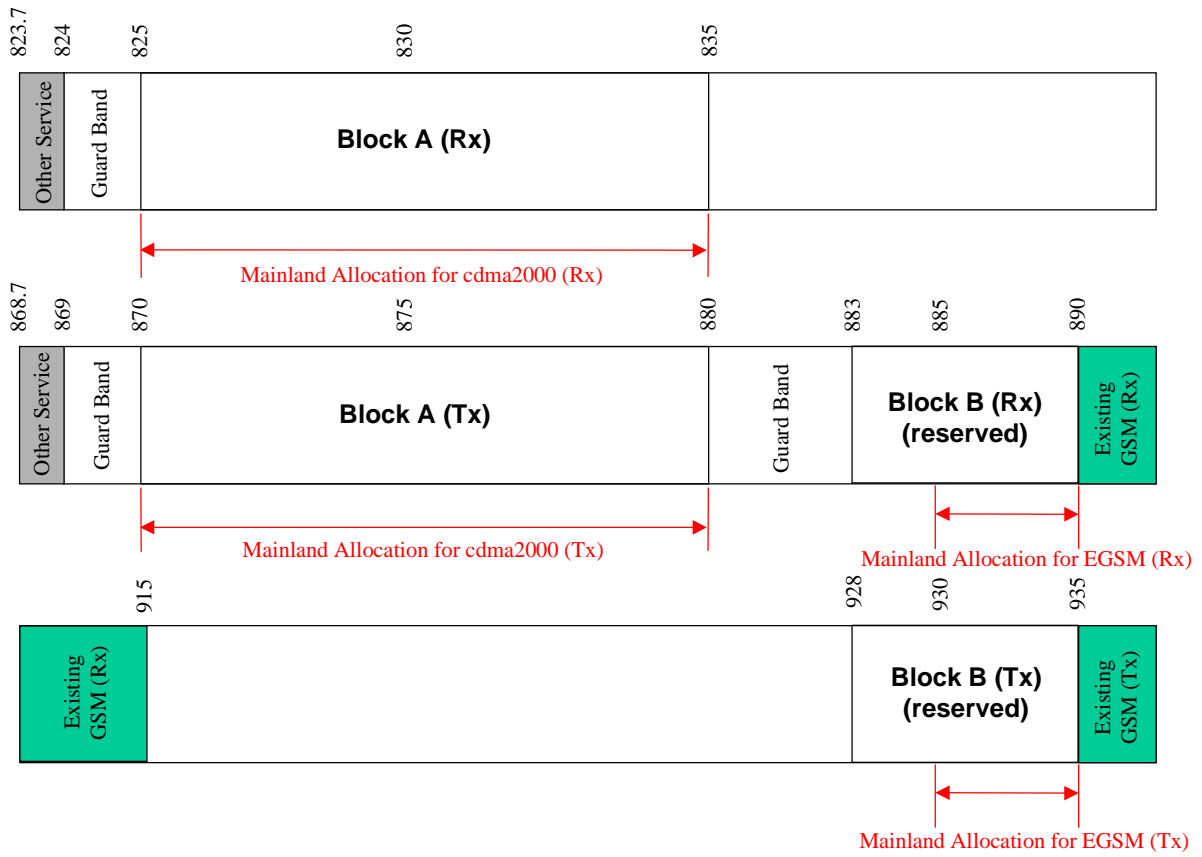 823.7
824
825
830
835
Other Service
Guard Band
Block A (Rx)
Mainland Allocation for cdma2000 (Rx)
868.7
869
870
875
880
883
885
890
Other Service
Guard Band
Block A (Tx)
Guard Band
Block B (Rx)
(reserved)
Existing
GSM (Rx)
Mainland Allocation for cdma2000 (Tx)
Mainland Allocation for EGSM (Rx)
915
928
930
935
Existing
GSM (Rx)
Block B (Tx)
(reserved)
Existing
GSM (Tx)
Mainland Allocation for EGSM (Tx)